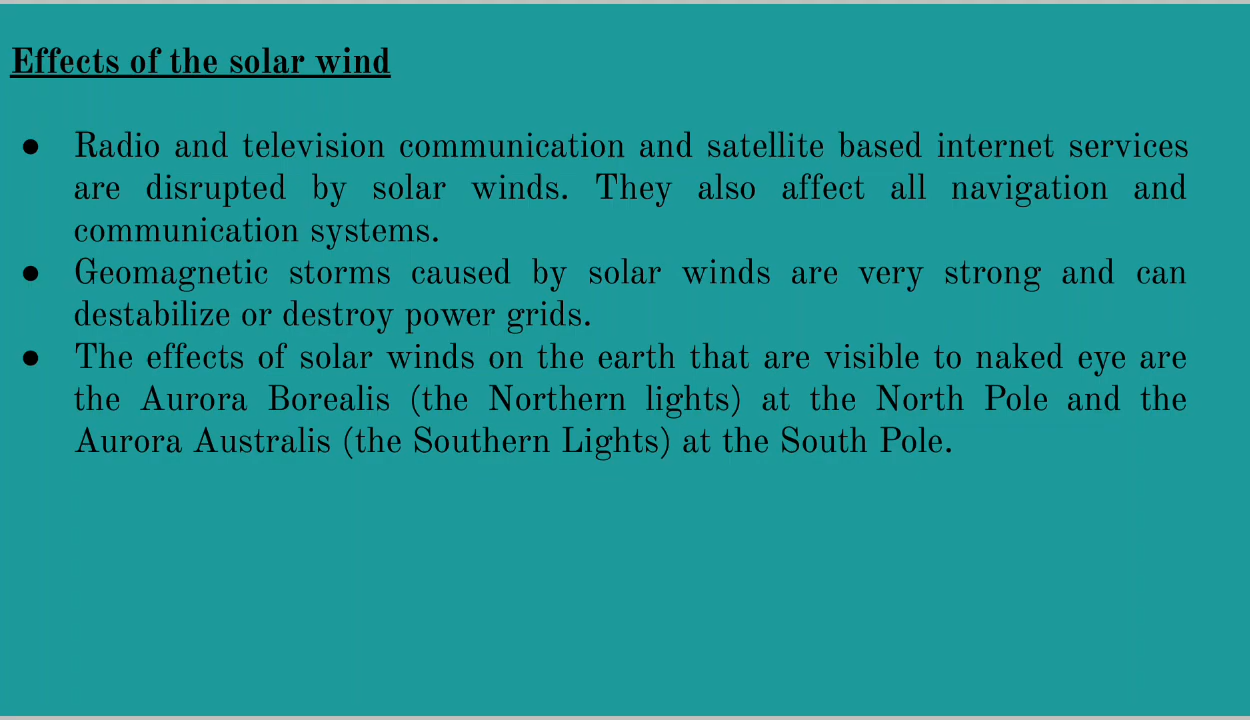 Effects of the solar wind
● Radio and television communication and satellite based internet services
are disrupted by solar winds. They also affect all navigation and
communication systems.
● Geomagnetic storms caused by solar winds are very strong and can
destabilize or destroy power grids.
● The effects of solar winds on the earth that are visible to naked eye are
the Aurora Borealis (the Northern lights) at the North Pole and the
Aurora Australis (the Southern Lights) at the South Pole.